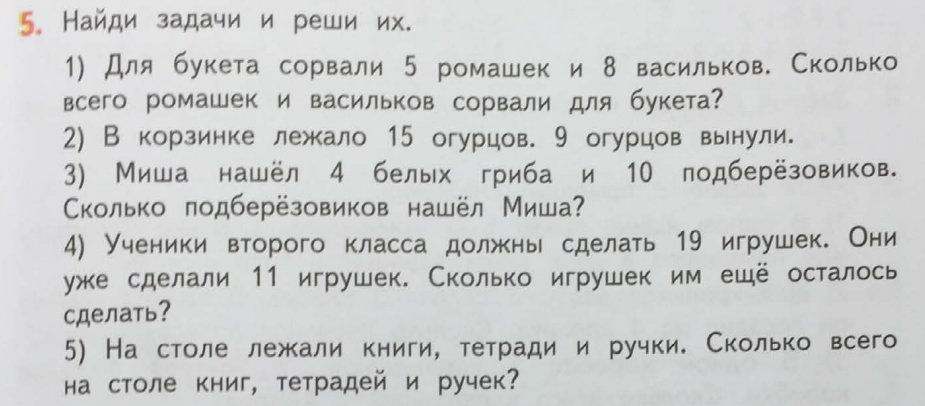 5. Найди задачи и реши их.
1) Для букета сорвали 5 ромашек и 8 васильков. Сколько
всего ромашек и васильков сорвали для букета?
2) В корзинке лежало 15 огурцов. 9 огурцов вынули.
3) Миша нашёл 4 белых гриба и 10 подберёзовиков.
Сколько подберёзовиков нашёл Миша?
4) Ученики второго класса должны сделать 19 игрушек. Они
уже сделали 11 игрушек. Сколько игрушек им ещё осталось
сделать?
5) На столе лежали книги, тетради и ручки. Сколько всего
на столе книг, тетрадей и ручек?